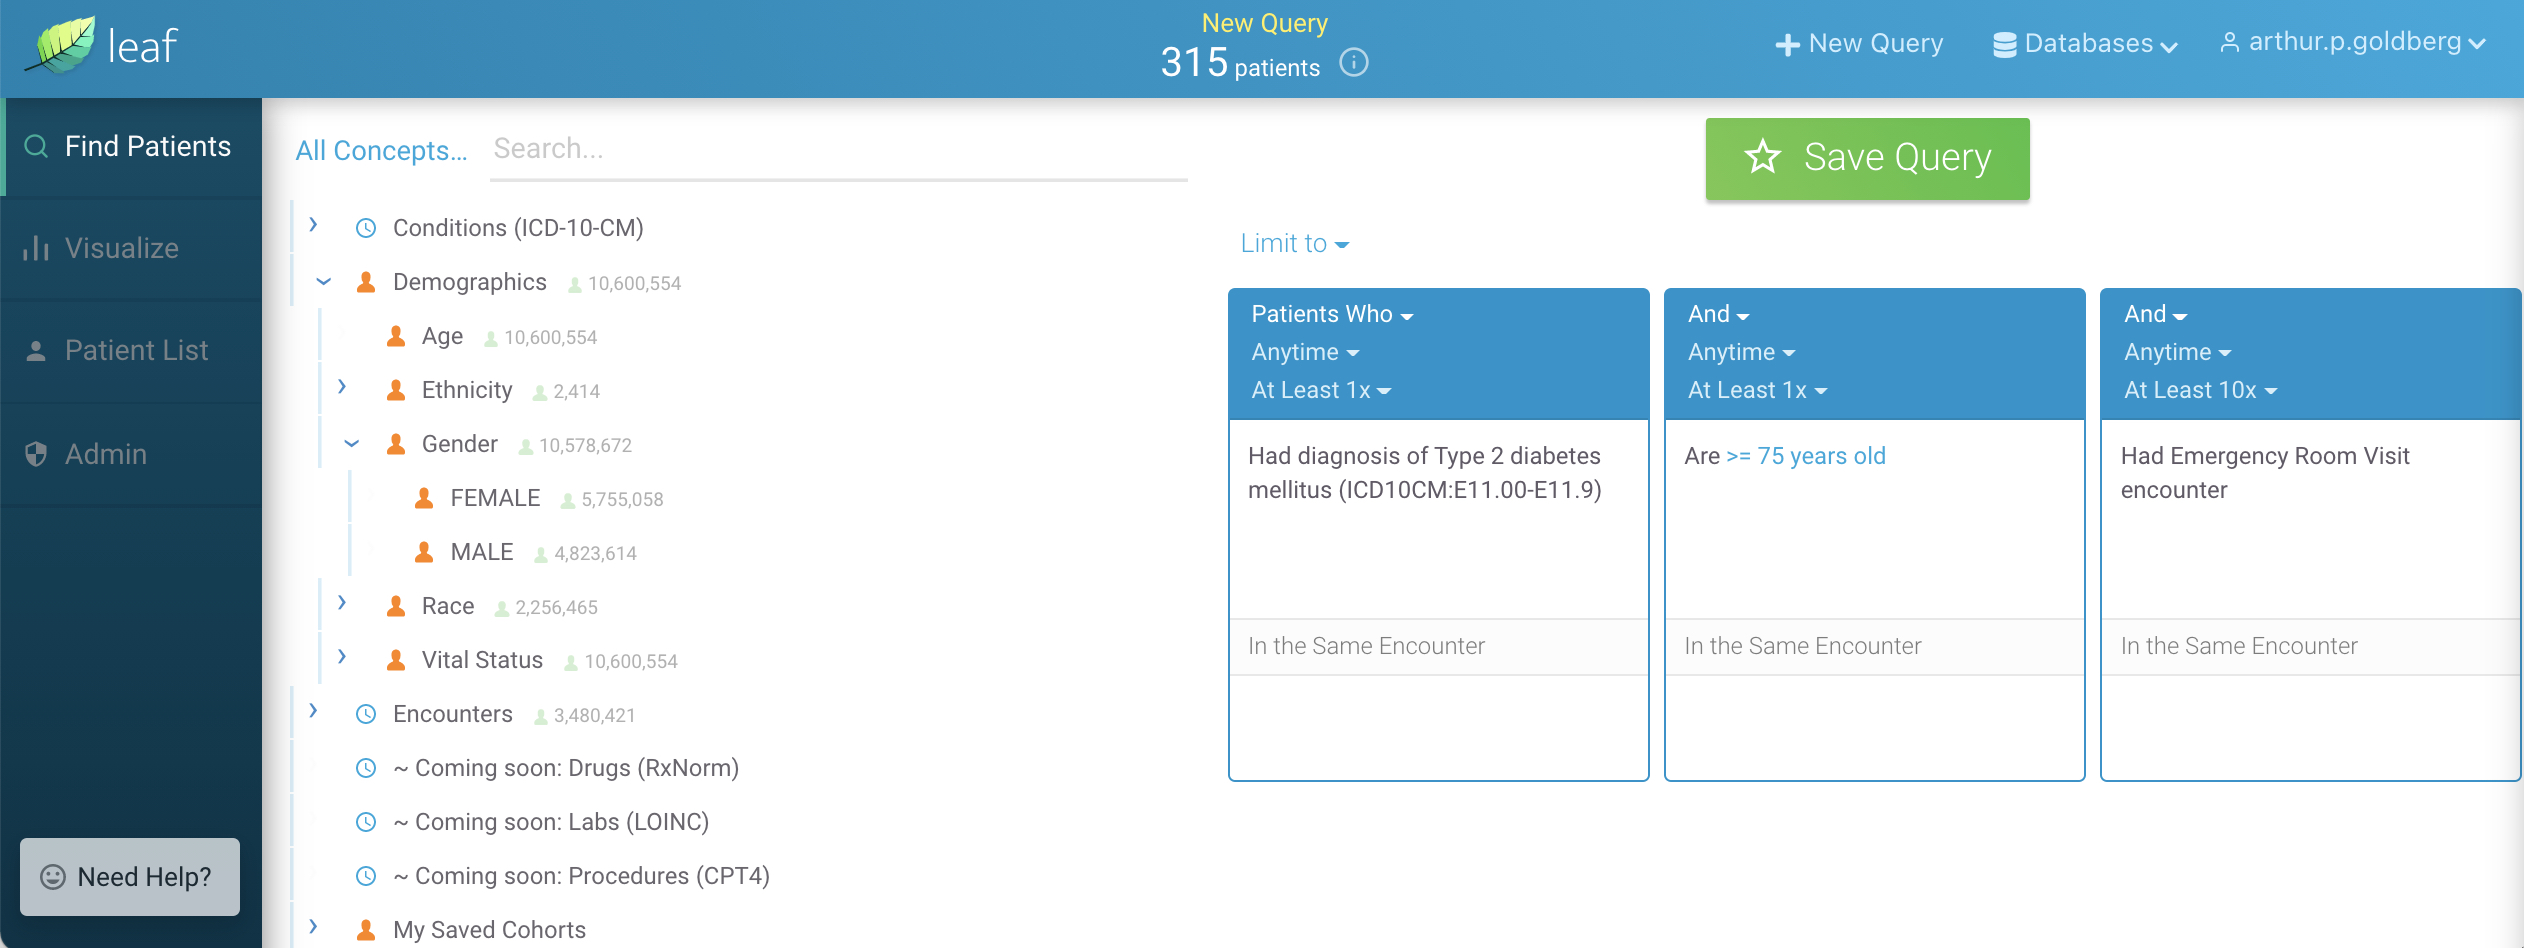 leaf
New Query
315 patients
New Query
Databases
arthur.p.goldberg
Find Patients
Visualize
Patient List
Admin
Need Help?
All Concepts...
Search...
Conditions (ICD-10-CM)
Demographics 10,600,554
Age 10,600,554
Ethnicity 2,414
Gender 10,578,672
FEMALE 5,755,058
MALE 4,823,614
Race 2,256,465
Vital Status 10,600,554
Encounters 3,480,421
~ Coming soon: Drugs (RxNorm)
~ Coming soon: Labs (LOINC)
~ Coming soon: Procedures (CPT4)
My Saved Cohorts
Save Query
Limit to
Patients Who
Anytime
At Least 1x
Had diagnosis of Type 2 diabetes
mellitus (ICD10CM:E11.00-E11.9)
In the Same Encounter
And
Anytime
At Least 1x
Are >= 75 years old
In the Same Encounter
And
Anytime
At Least 10x
Had Emergency Room Visit
encounter
In the Same Encounter